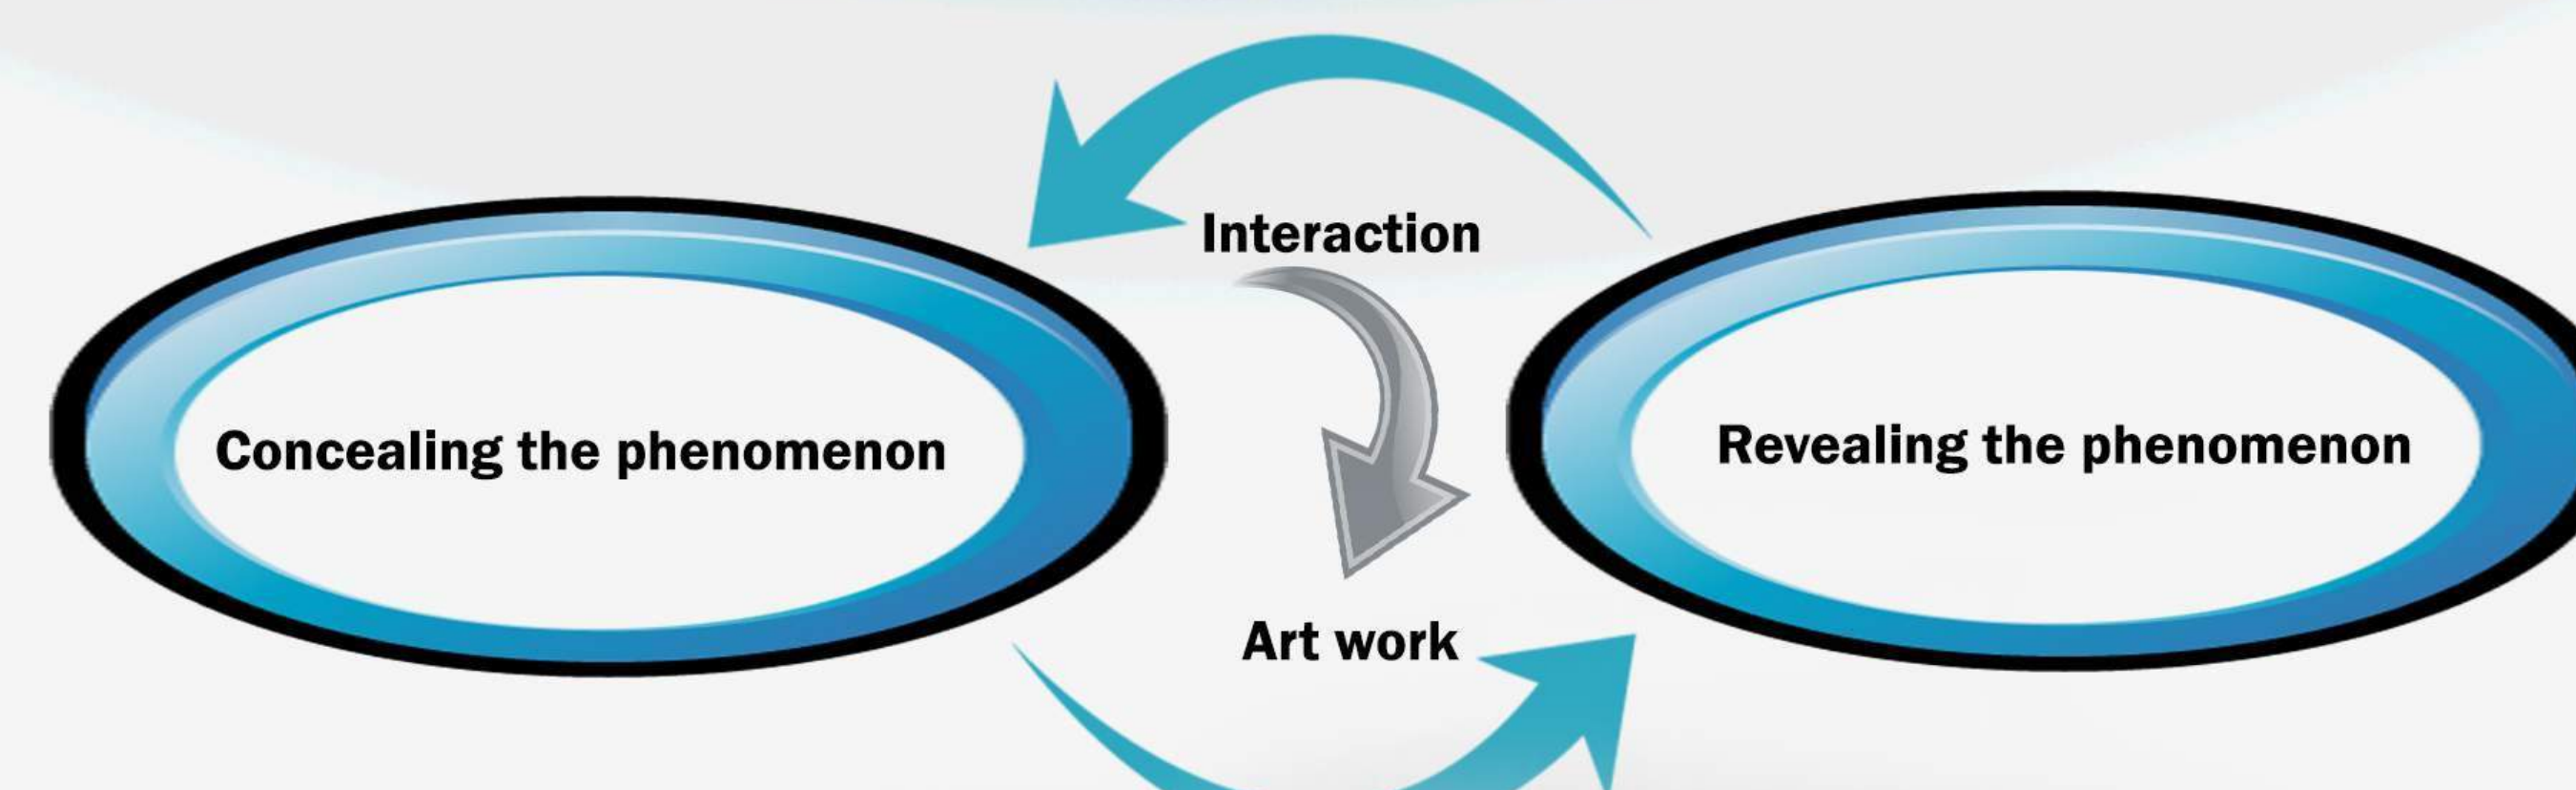 Interaction
Concealing the phenomenon
Revealing the phenomenon
Art work